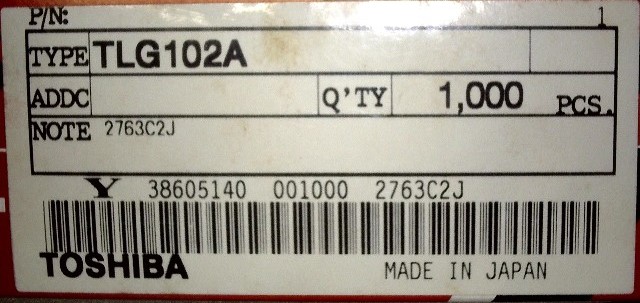 P/N: 1
TYPE TLG102A
ADDC Q'TY 1,000 PCS.
NOTE 2763C2J
Y 38605140 001000 2763C2J
TOSHIBA MADE IN JAPAN